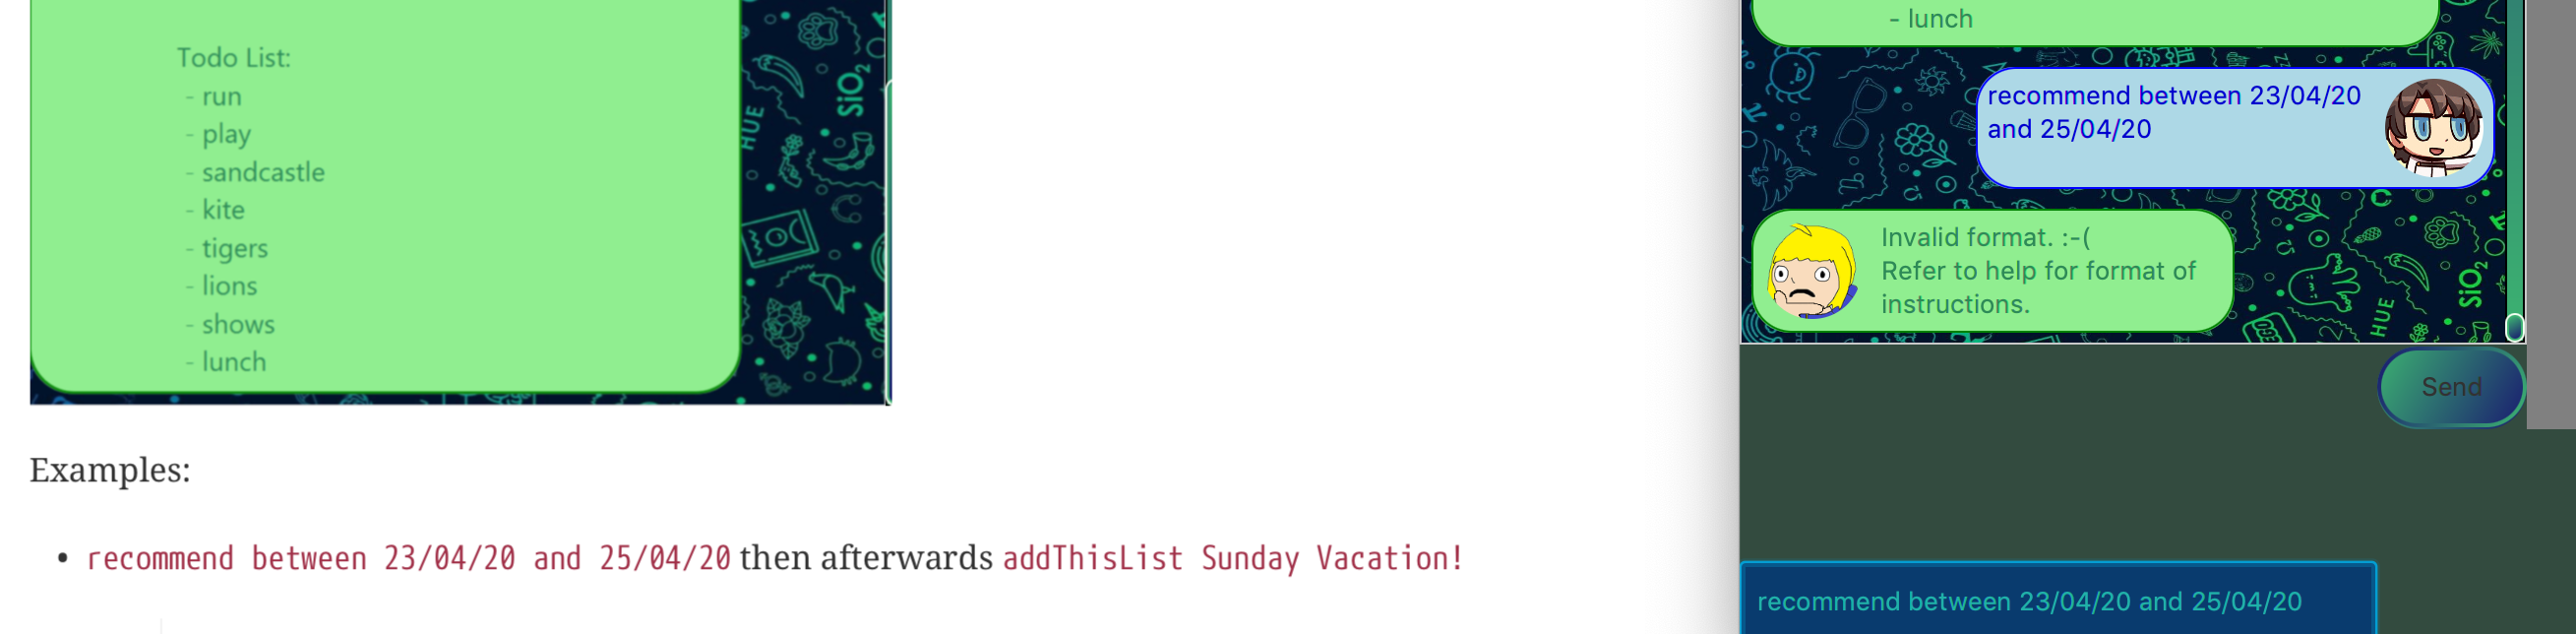 Todo List:
- run
- play
- sandcastle
- kite
- tigers
- lions
- shows
- lunch
HUE
SiO2
Examples:
• recommend between 23/04/20 and 25/04/20 then afterwards addThisList Sunday Vacation!
- lunch
recommend between 23/04/20
and 25/04/20
Invalid format. :-(
Refer to help for format of
instructions.
HUE
SiO2
Send
recommend between 23/04/20 and 25/04/20